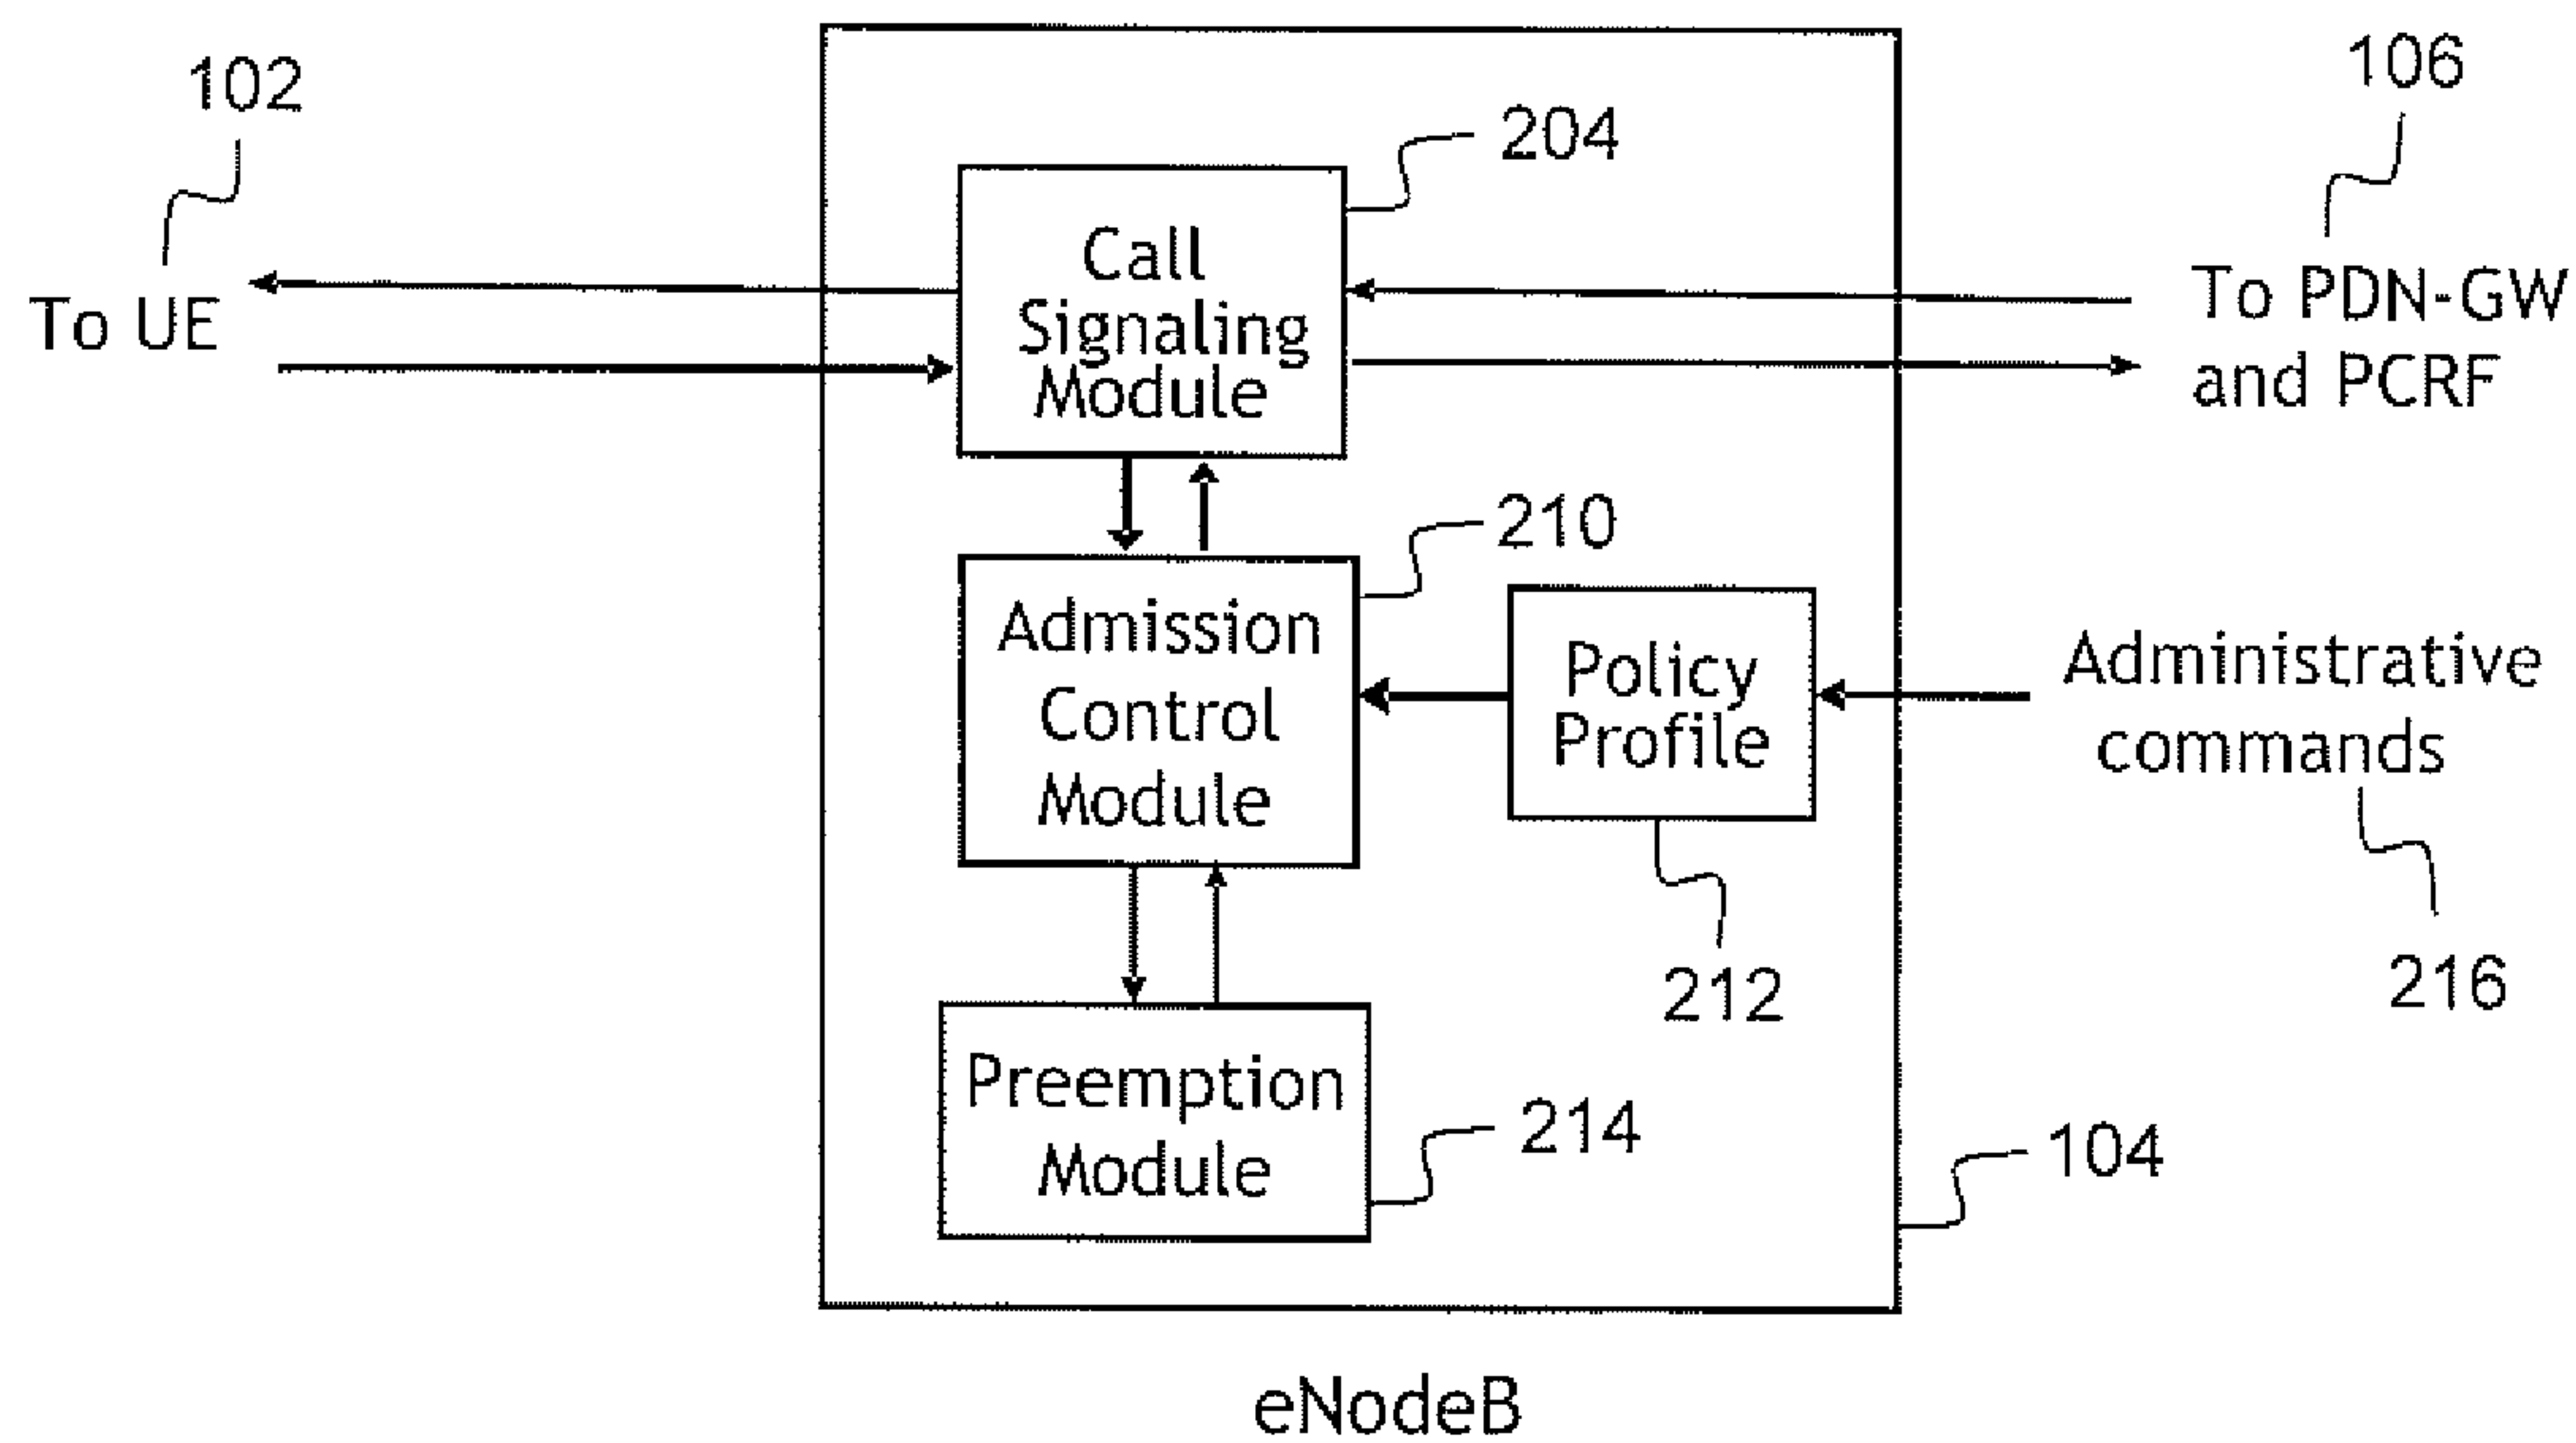 102
106
204
Call
Signaling
Module
To UE
To PDN-GW
and PCRF
210
Admission
Control
Module
Policy
Profile
Administrative
commands
212
216
Preemption
Module
214
104
eNodeB